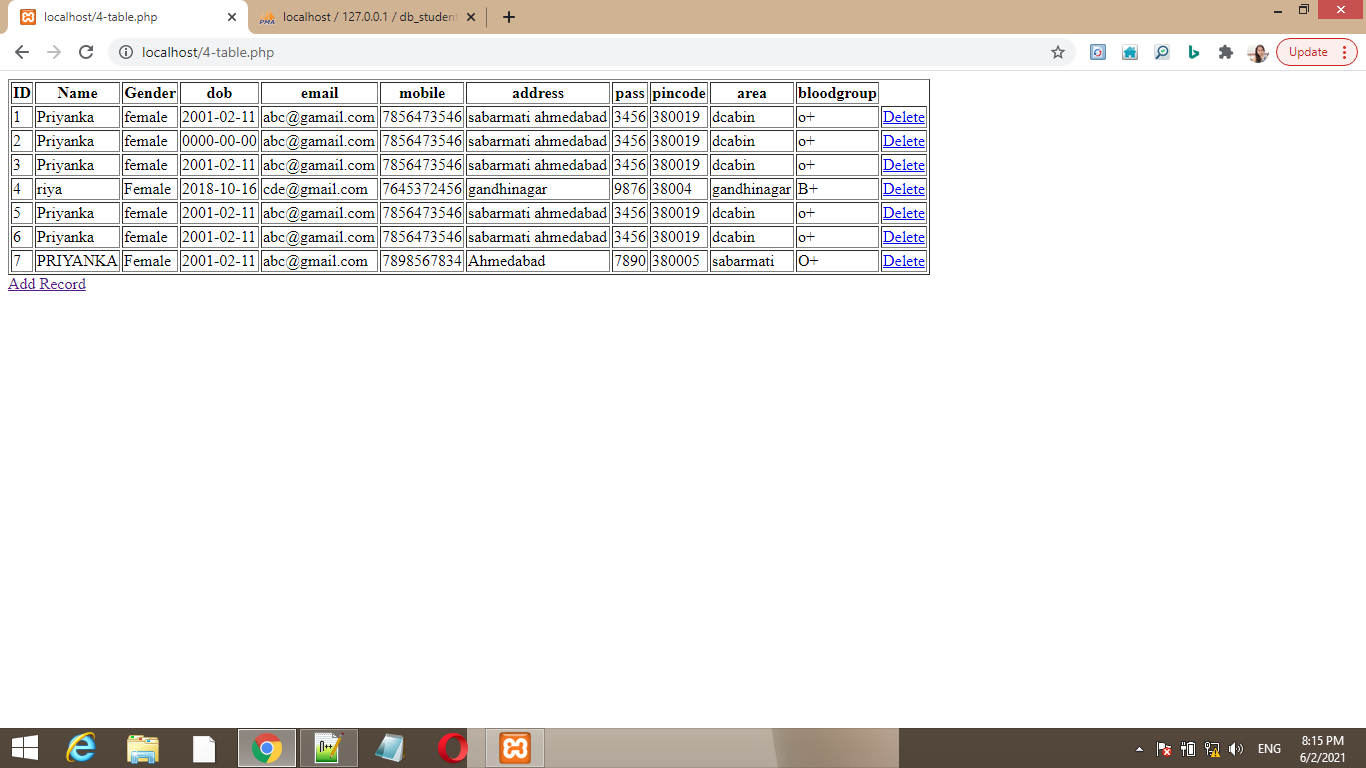 localhost/4-table.php
localhost / 127.0.0.1 / db_student
localhost/4-table.php
Update
ID Name Gender dob email mobile address pass pincode area bloodgroup
1 Priyanka female 2001-02-11 abc@gamail.com 7856473546 sabarmati ahmedabad 3456 380019 dcabin o+ Delete
2 Priyanka female 0000-00-00 abc@gamail.com 7856473546 sabarmati ahmedabad 3456 380019 dcabin o+ Delete
3 Priyanka female 2001-02-11 abc@gamail.com 7856473546 sabarmati ahmedabad 3456 380019 dcabin o+ Delete
4 riya Female 2018-10-16 cde@gmail.com 7645372456 gandhinagar 9876 38004 gandhinagar B+ Delete
5 Priyanka female 2001-02-11 abc@gamail.com 7856473546 sabarmati ahmedabad 3456 380019 dcabin o+ Delete
6 Priyanka female 2001-02-11 abc@gamail.com 7856473546 sabarmati ahmedabad 3456 380019 dcabin o+ Delete
7 PRIYANKA Female 2001-02-11 abc@gmail.com 7898567834 Ahmedabad 7890 380005 sabarmati O+ Delete
Add Record
ENG
8:15 PM
6/2/2021